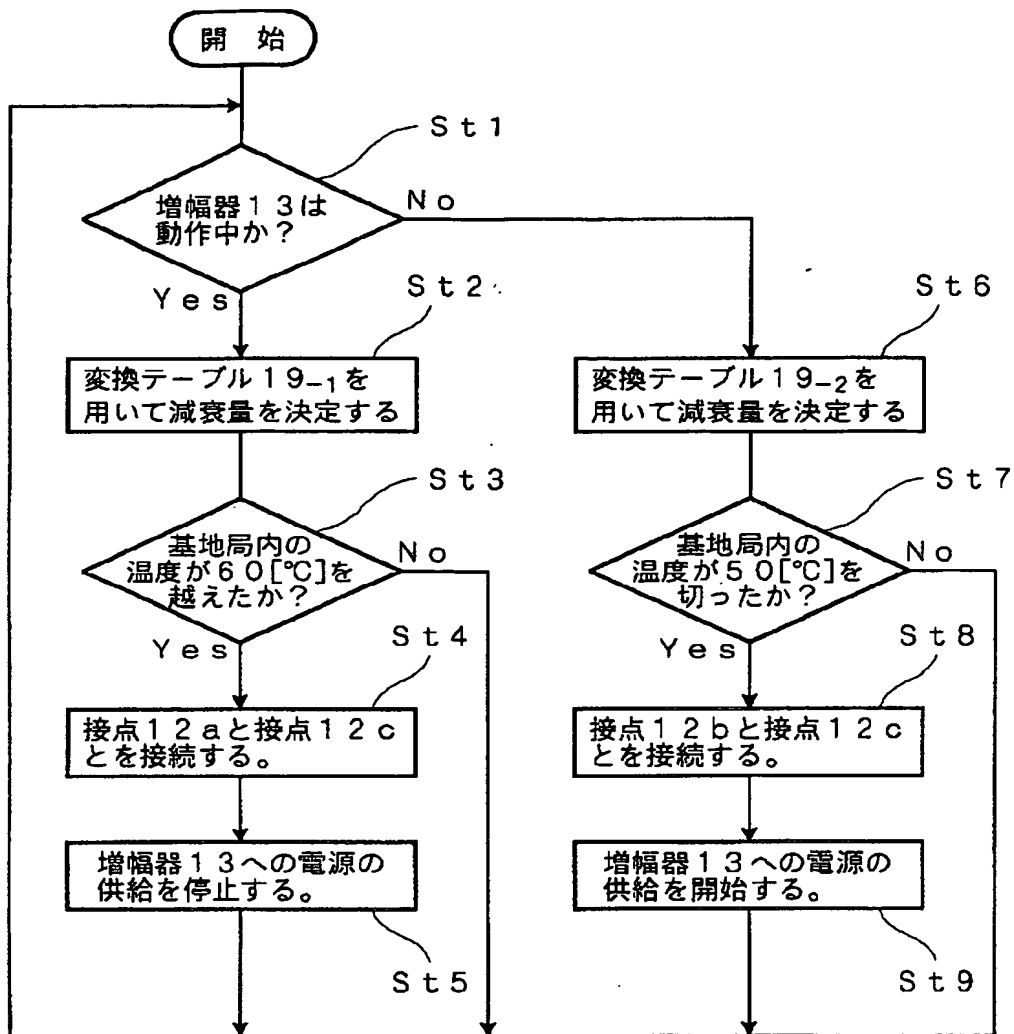 開 始
St1
増幅器13は
動作中か?
No
Yes
St2
変換テーブル19-1を
用いて減衰量を決定する
St3
基地局内の
温度が60[℃]を
越えたか?
No
Yes
St4
接点12aと接点12c
とを接続する。
増幅器13への電源の
供給を停止する。
St5
St6
変換テーブル19-2を
用いて減衰量を決定する
St7
基地局内の
温度が50[℃]を
切ったか?
No
Yes
St8
接点12bと接点12c
とを接続する。
増幅器13への電源の
供給を開始する。
St9